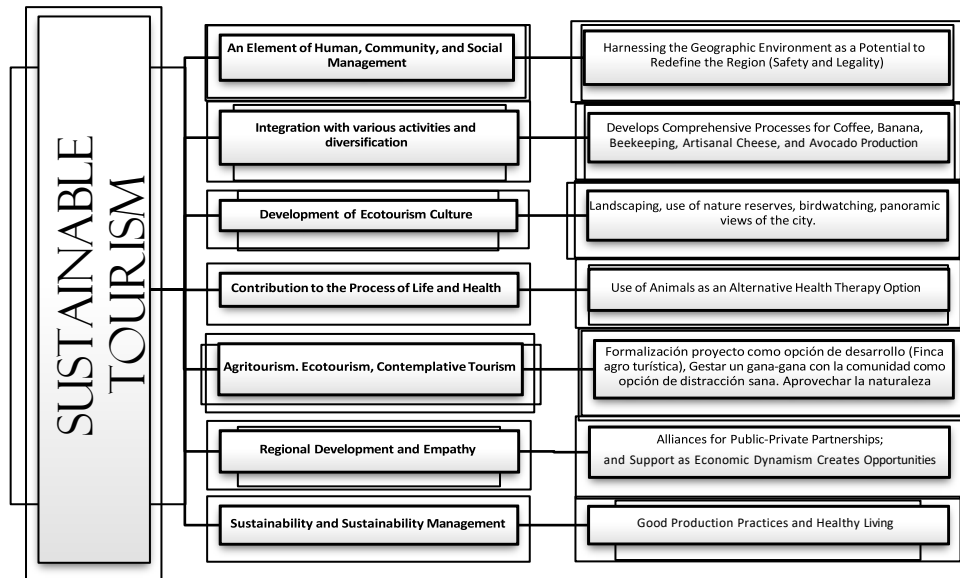 SUSTAINABLE
TOURISM
An Element of Human, Community, and Social
Management
Harnessing the Geographic Environment as a Potential to
Redefine the Region (Safety and Legality)
Integration with various activities and
diversification
Develops Comprehensive Processes for Coffee, Banana,
Beekeeping, Artisanal Cheese, and Avocado Production
Development of Ecotourism Culture
Landscaping, use of nature reserves, birdwatching, panoramic
views of the city.
Contribution to the Process of Life and Health
Use of Animals as an Alternative Health Therapy Option
Agritourism. Ecotourism, Contemplative Tourism
Formalización proyecto como opción de desarrollo (Finca
agro turística), Gestar un gana-gana con la comunidad como
opción de distracción sana. Aprovechar la naturaleza
Regional Development and Empathy
Alliances for Public-Private Partnerships;
and Support as Economic Dynamism Creates Opportunities
Sustainability and Sustainability Management
Good Production Practices and Healthy Living